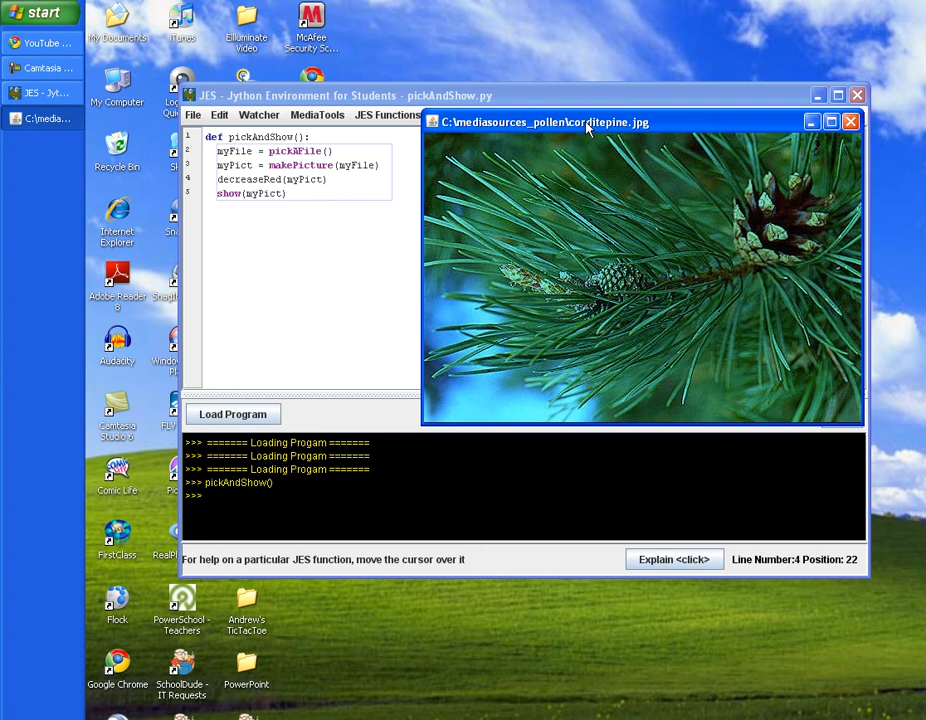 start
YouTube ...
Camtasia ...
JES - Jyt...
C:\media...
My Documents
iTunes
Elluminate Video
McAfee Security Sc...
My Computer
Recycle Bin
Internet Explorer
Adobe Reader 8
Audacity
Camtasia Studio 6
Comic Life
FirstClass
Flock
PowerSchool - Teachers
Andrew's TicTacToe
Google Chrome
SchoolDude - IT Requests
PowerPoint
JES - Jython Environment for Students - pickAndShow.py
File Edit Watcher MediaTools JES Functions
1 def pickAndShow():
2 myFile = pickAFile()
3 myPict = makePicture(myFile)
4 decreaseRed(myPict)
5 show(myPict)
C:\mediasources_pollen\corditepine.jpg
Load Program
>>> ======= Loading Progam =======
>>> ======= Loading Progam =======
>>> ======= Loading Progam =======
>>> pickAndShow()
>>>
For help on a particular JES function, move the cursor over it
Explain <click>
Line Number:4 Position: 22